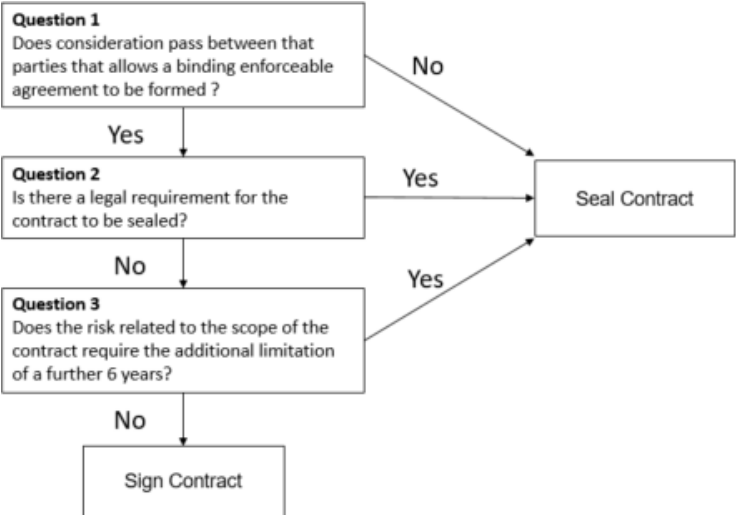 Question 1
Does consideration pass between that
parties that allows a binding enforceable
agreement to be formed ?
No
Yes
Question 2
Is there a legal requirement for the
contract to be sealed?
Yes
Seal Contract
No
Question 3
Does the risk related to the scope of the
contract require the additional limitation
of a further 6 years?
Yes
No
Sign Contract